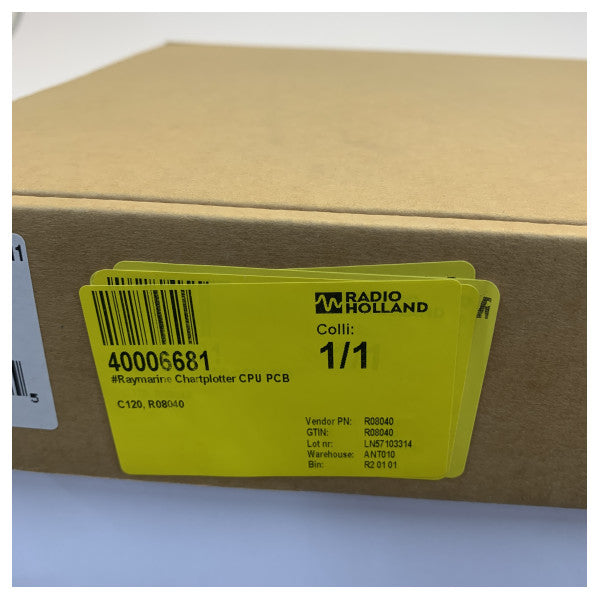 RADIO
HOLLAND
Colli:
40006681
1/1
#Raymarine Chartplotter CPU PCB
C120, R08040
Vendor PN: R08040
GTIN: R08040
Lot nr: LN57103314
Warehouse: ANT010
Bin: R2 01 01